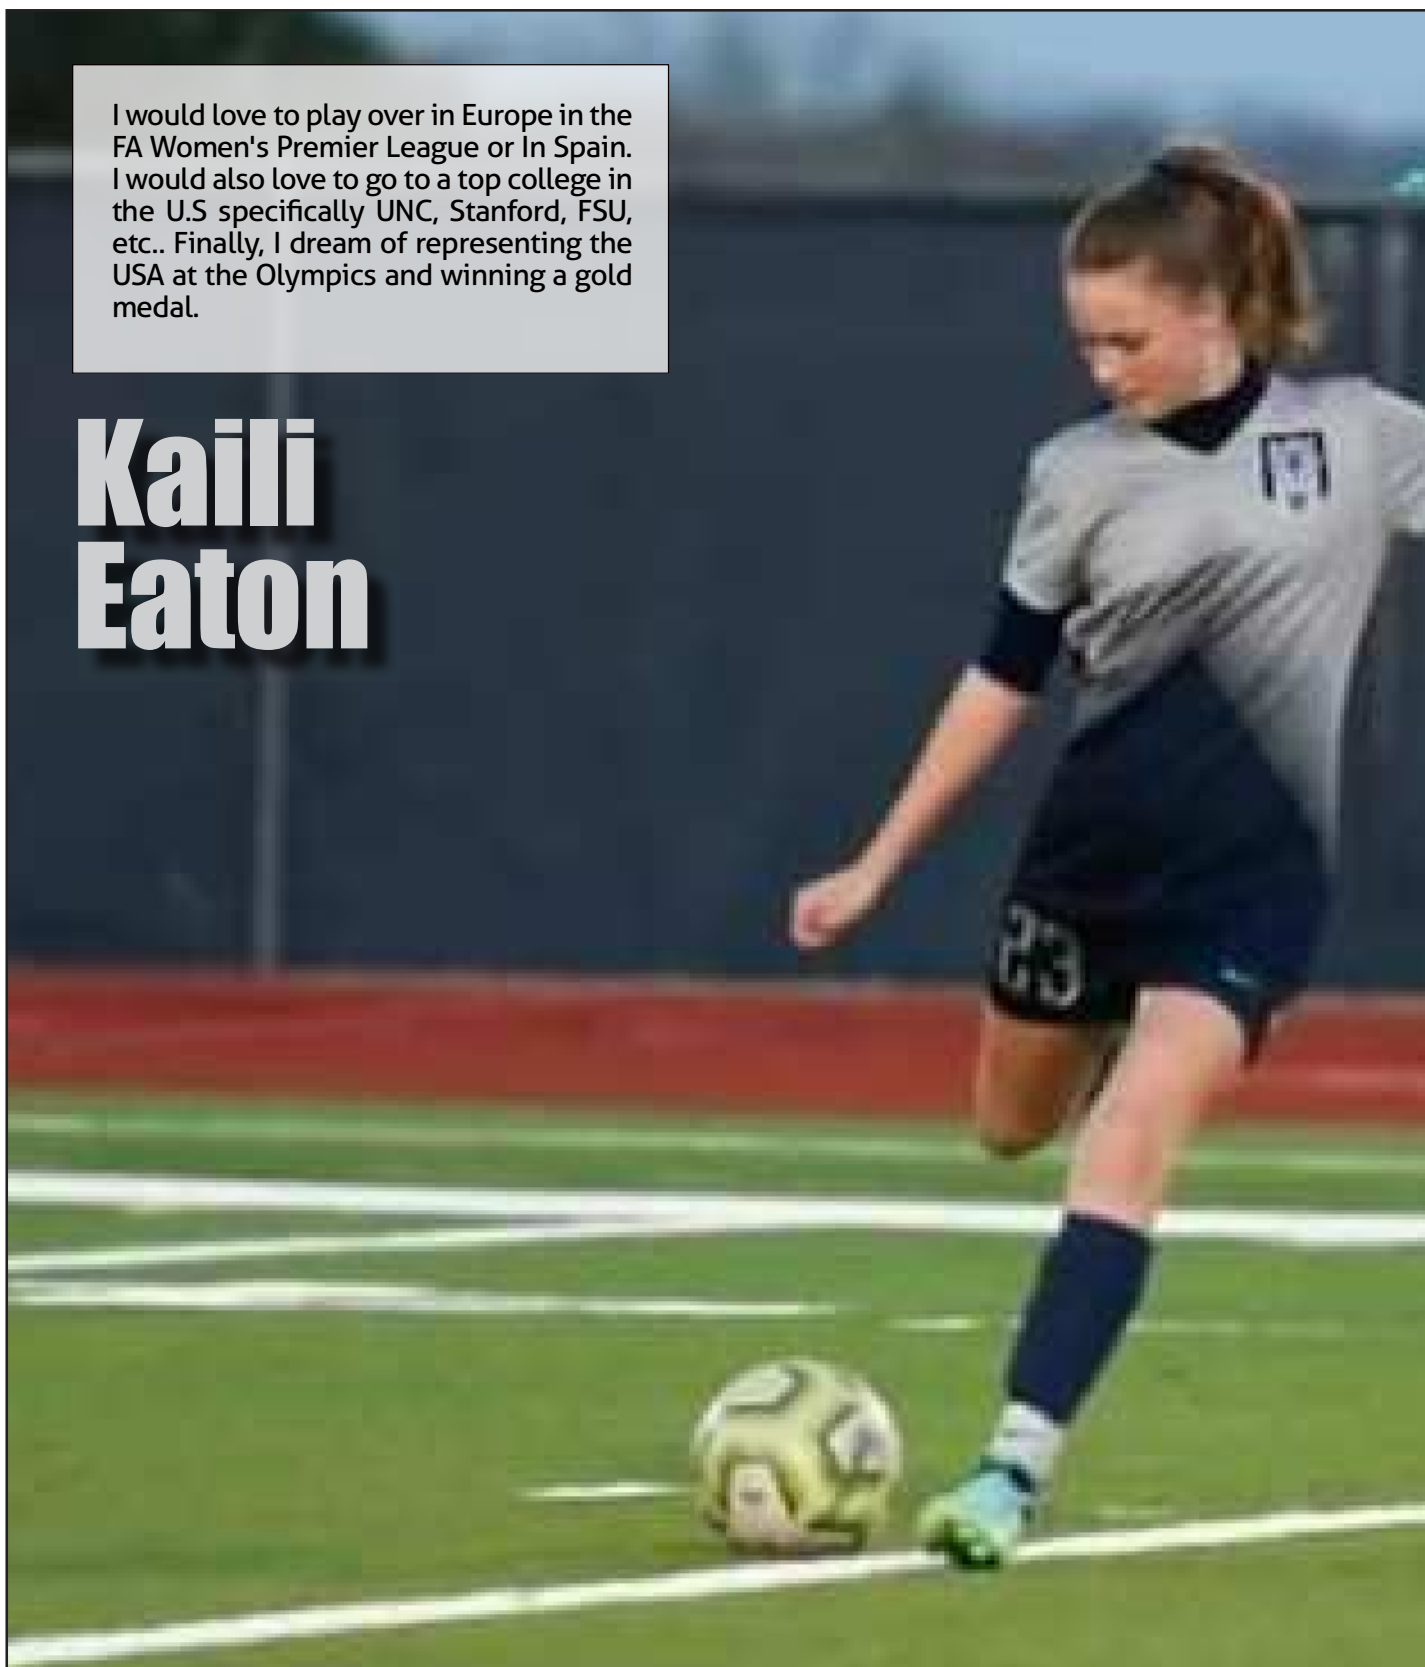 I would love to play over in Europe in the
FA Women's Premier League or In Spain.
I would also love to go to a top college in
the U.S specifically UNC, Stanford, FSU,
etc.. Finally, I dream of representing the
USA at the Olympics and winning a gold
medal.
Kaili
Eaton
23